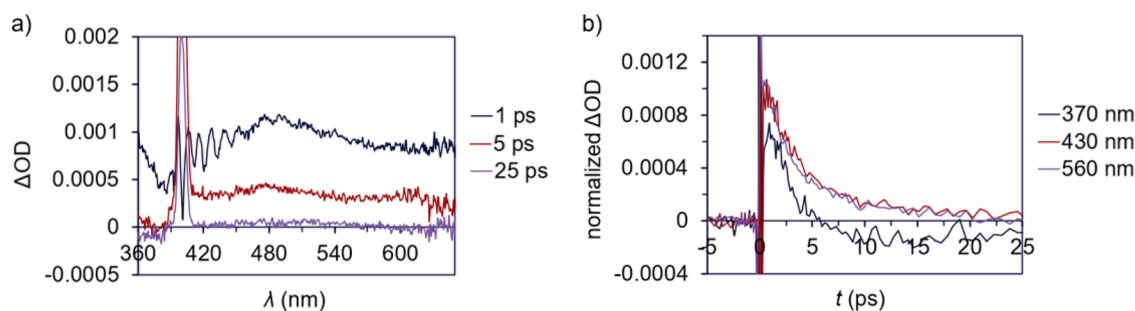 a)
0.002
0.0015
0.001
0.0005
0
-0.0005
360 420 480 540 600
ΔOD
λ (nm)
1 ps
5 ps
25 ps
b)
0.0012
0.0008
0.0004
0
-0.0004
-5 0 5 10 15 20 25
normalized ΔOD
t (ps)
370 nm
430 nm
560 nm